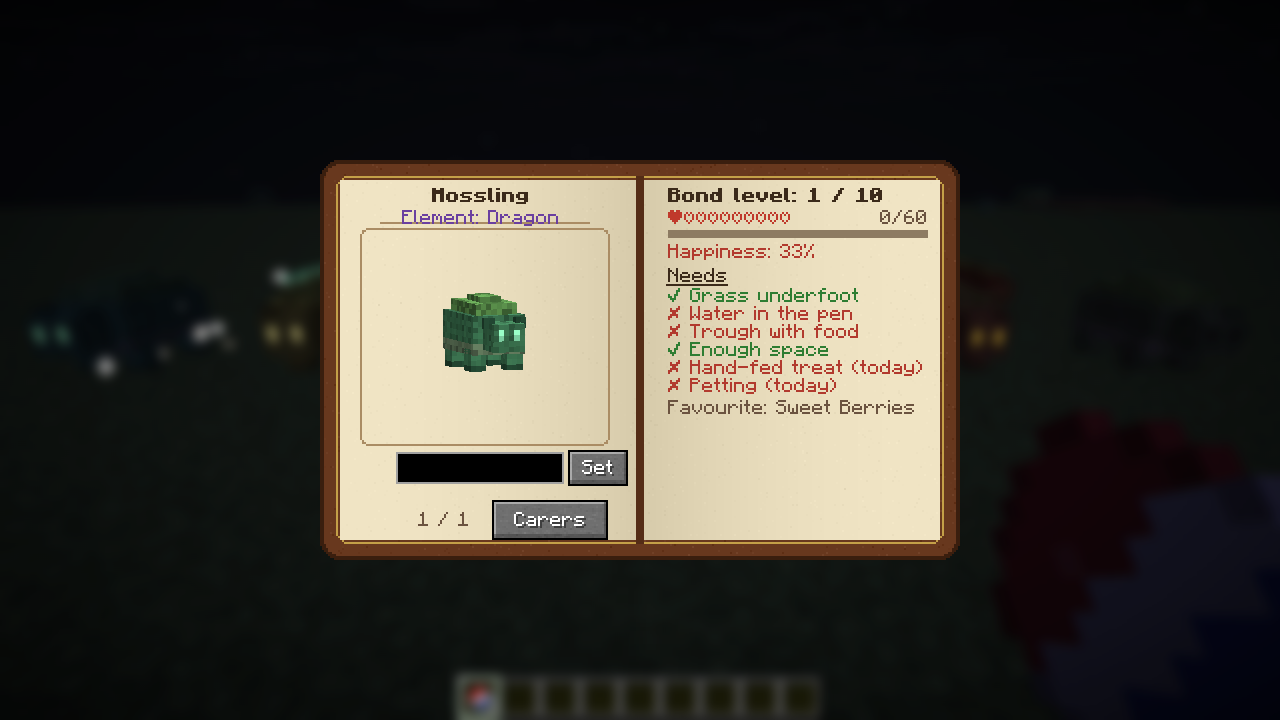 Mossling
Element: Dragon
Set
1 / 1
Carers
Bond level: 1 / 10
0/60
Happiness: 33%
Needs
✓ Grass underfoot
✗ Water in the pen
✗ Trough with food
✓ Enough space
✗ Hand-fed treat (today)
✗ Petting (today)
Favourite: Sweet Berries